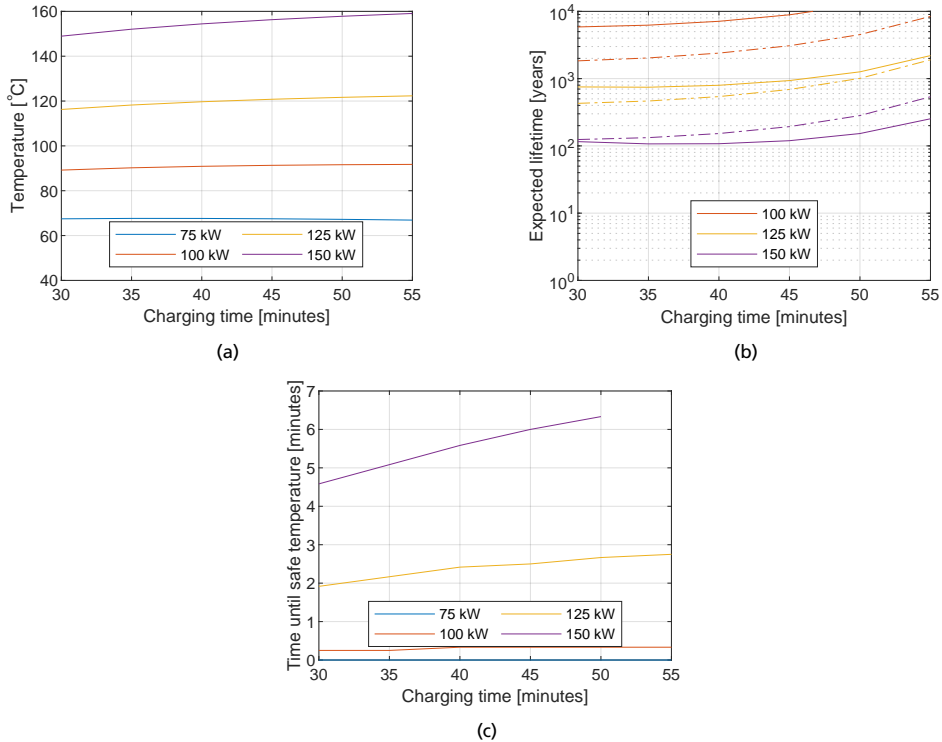 160
140
120
100
80
60
40
Temperature [°C]
75 kW
125 kW
100 kW
150 kW
30
35
40
45
50
55
Charging time [minutes]
(a)
10^4
10^3
10^2
10^1
10^0
Expected lifetime [years]
100 kW
125 kW
150 kW
30
35
40
45
50
55
Charging time [minutes]
(b)
7
6
5
4
3
2
1
0
Time until safe temperature [minutes]
75 kW
125 kW
100 kW
150 kW
30
35
40
45
50
55
Charging time [minutes]
(c)